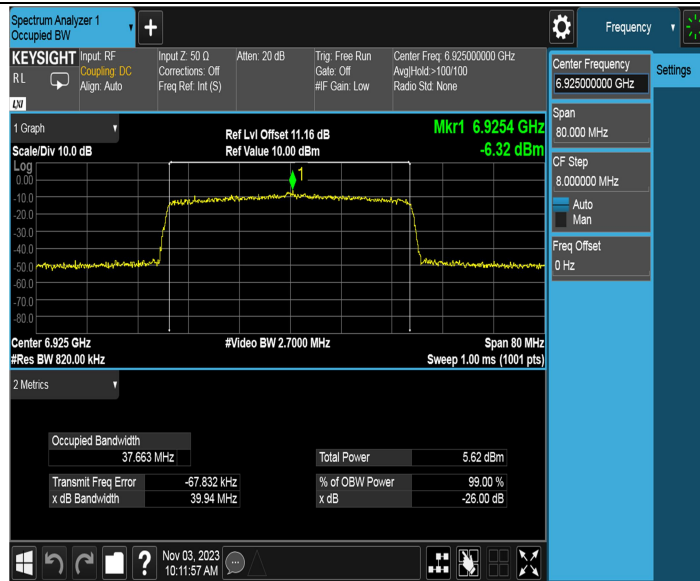 Spectrum Analyzer 1
Occupied BW
Frequency
KEYSIGHT
Input: RF
Input Z: 50 Ω
Atten: 20 dB
Trig: Free Run
Center Freq: 6.925000000 GHz
R L
Coupling: DC
Corrections: Off
Gate: Off
Avg|Hold:>100/100
Align: Auto
Freq Ref: Int (S)
#IF Gain: Low
Radio Std: None
LXI
Center Frequency
6.925000000 GHz
Settings
Span
80.000 MHz
CF Step
8.000000 MHz
Auto
Man
Freq Offset
0 Hz
1 Graph
Ref Lvl Offset 11.16 dB
Mkr1 6.9254 GHz
Scale/Div 10.0 dB
Ref Value 10.00 dBm
-6.32 dBm
Log
0.00
1
-10.0
-20.0
-30.0
-40.0
-50.0
-60.0
-70.0
-80.0
Center 6.925 GHz
#Video BW 2.7000 MHz
Span 80 MHz
#Res BW 820.00 kHz
Sweep 1.00 ms (1001 pts)
2 Metrics
Occupied Bandwidth
37.663 MHz
Total Power
5.62 dBm
Transmit Freq Error
-67.832 kHz
% of OBW Power
99.00 %
x dB Bandwidth
39.94 MHz
x dB
-26.00 dB
?
Nov 03, 2023
10:11:57 AM